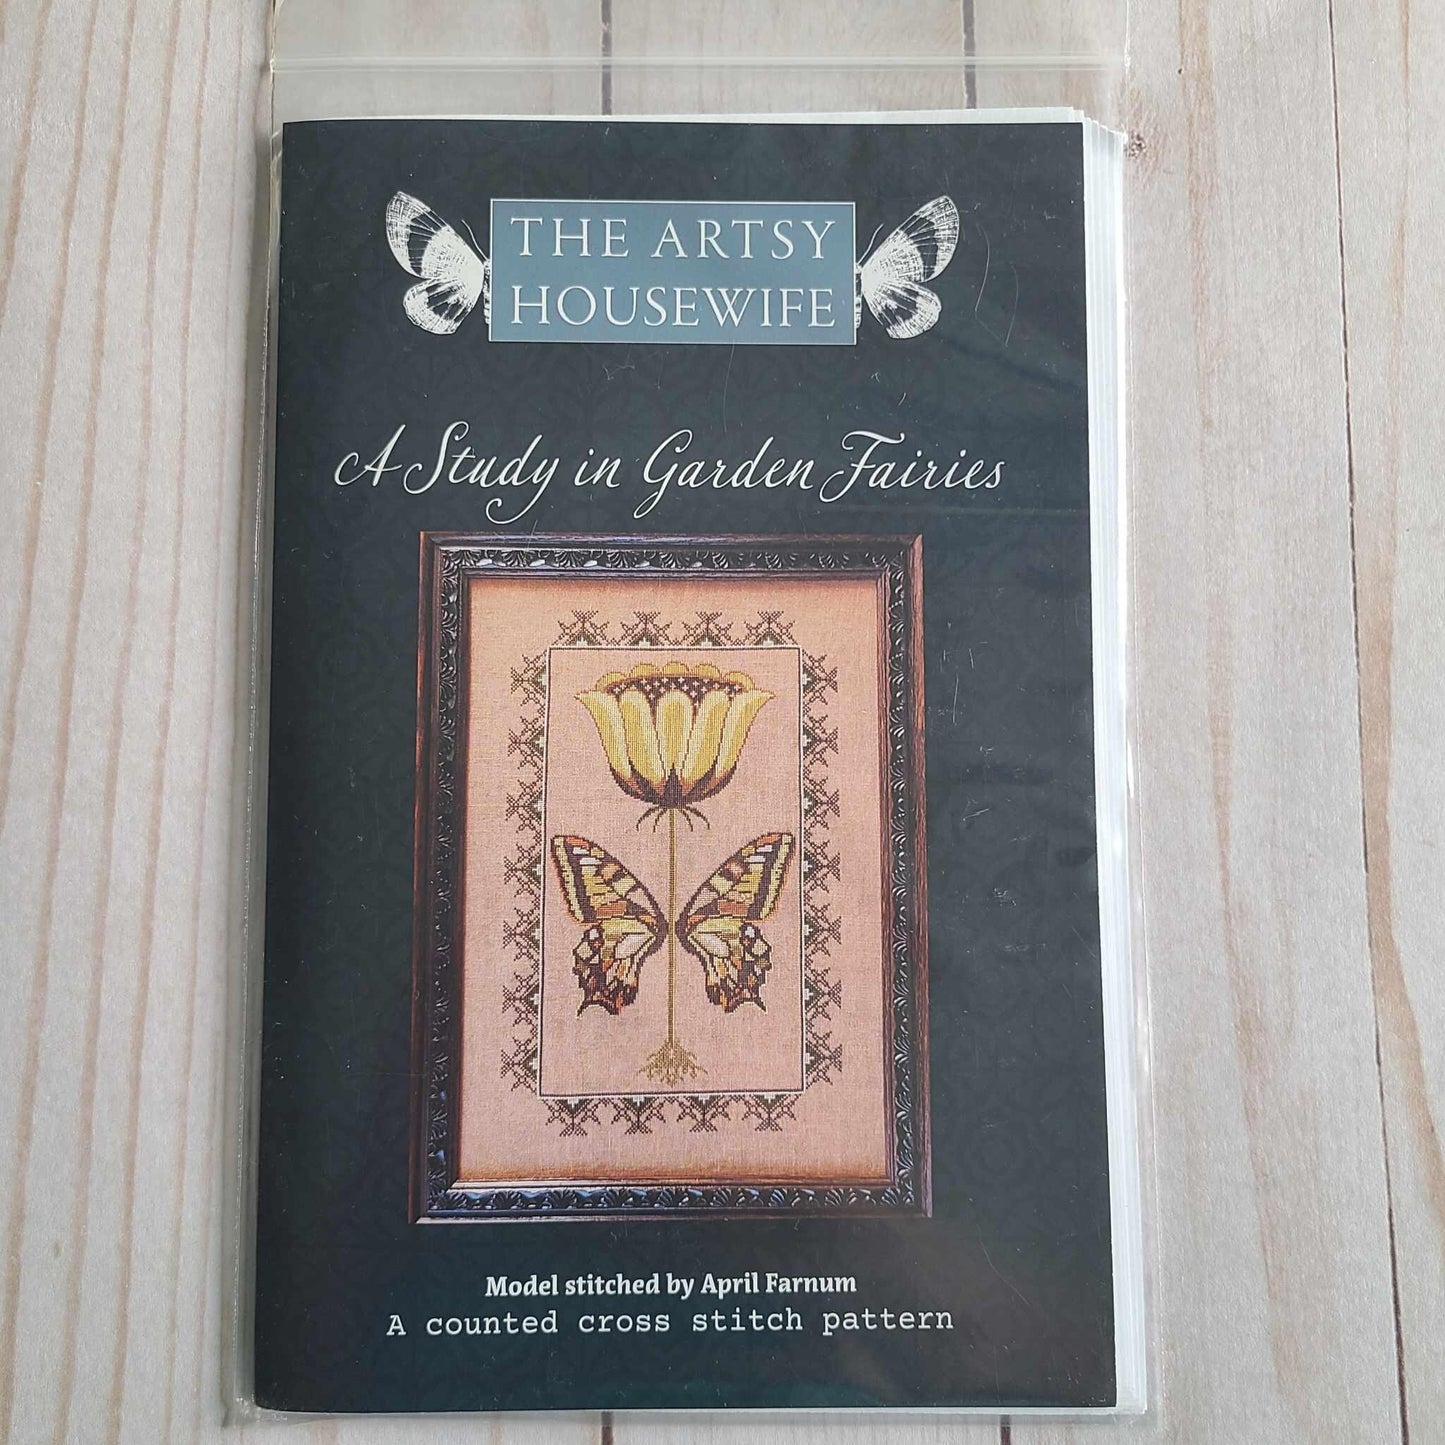 THE ARTSY
HOUSEWIFE
A Study in Garden Fairies
Model stitched by April Farnum
A counted cross stitch pattern